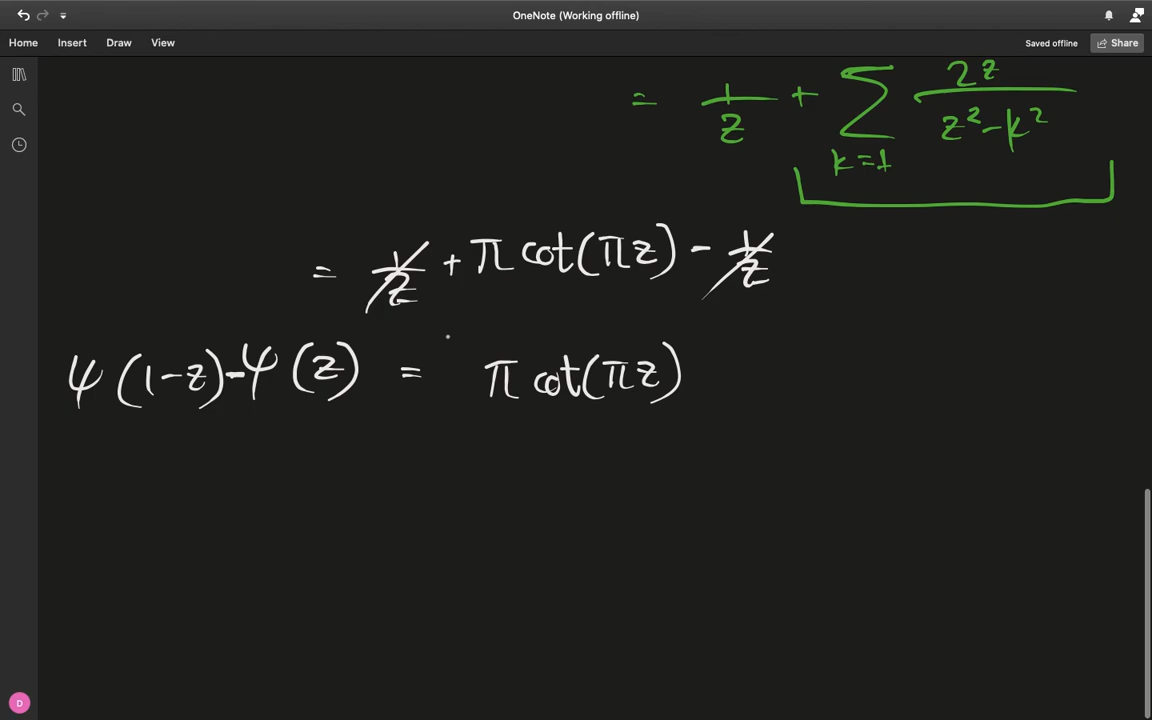 OneNote (Working offline)
Home Insert Draw View
Saved offline Share
= 1/z + Σ k=1 2z/(z² - k²)
= 1/z + π cot(πz) - 1/z
ψ(1-z) - ψ(z) = π cot(πz)
D